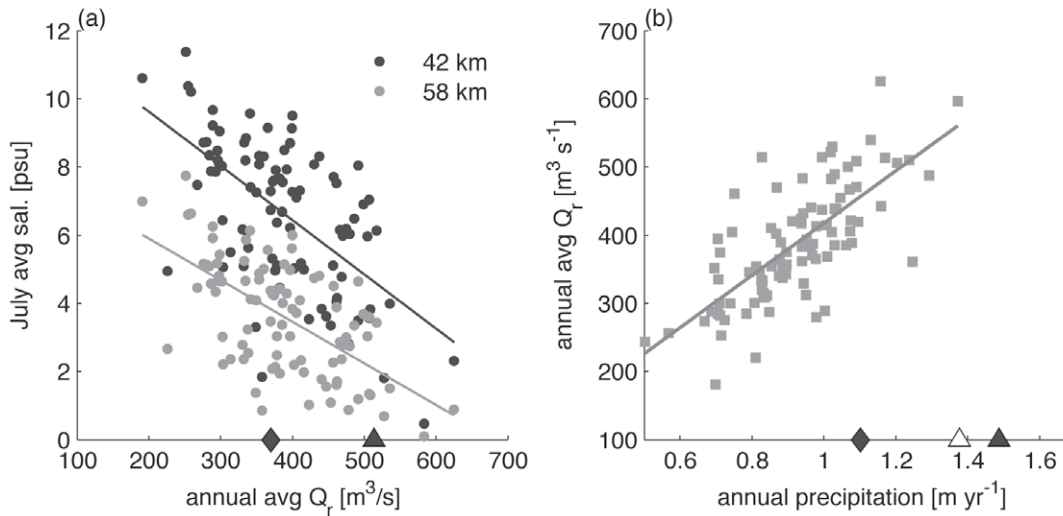 (a)
12
10
8
6
4
2
0
July avg sal. [psu]
42 km
58 km
100 200 300 400 500 600 700
annual avg Qr [m³/s]
(b)
700
600
500
400
300
200
100
annual avg Qr [m³ s⁻¹]
0.6 0.8 1 1.2 1.4 1.6
annual precipitation [m yr⁻¹]